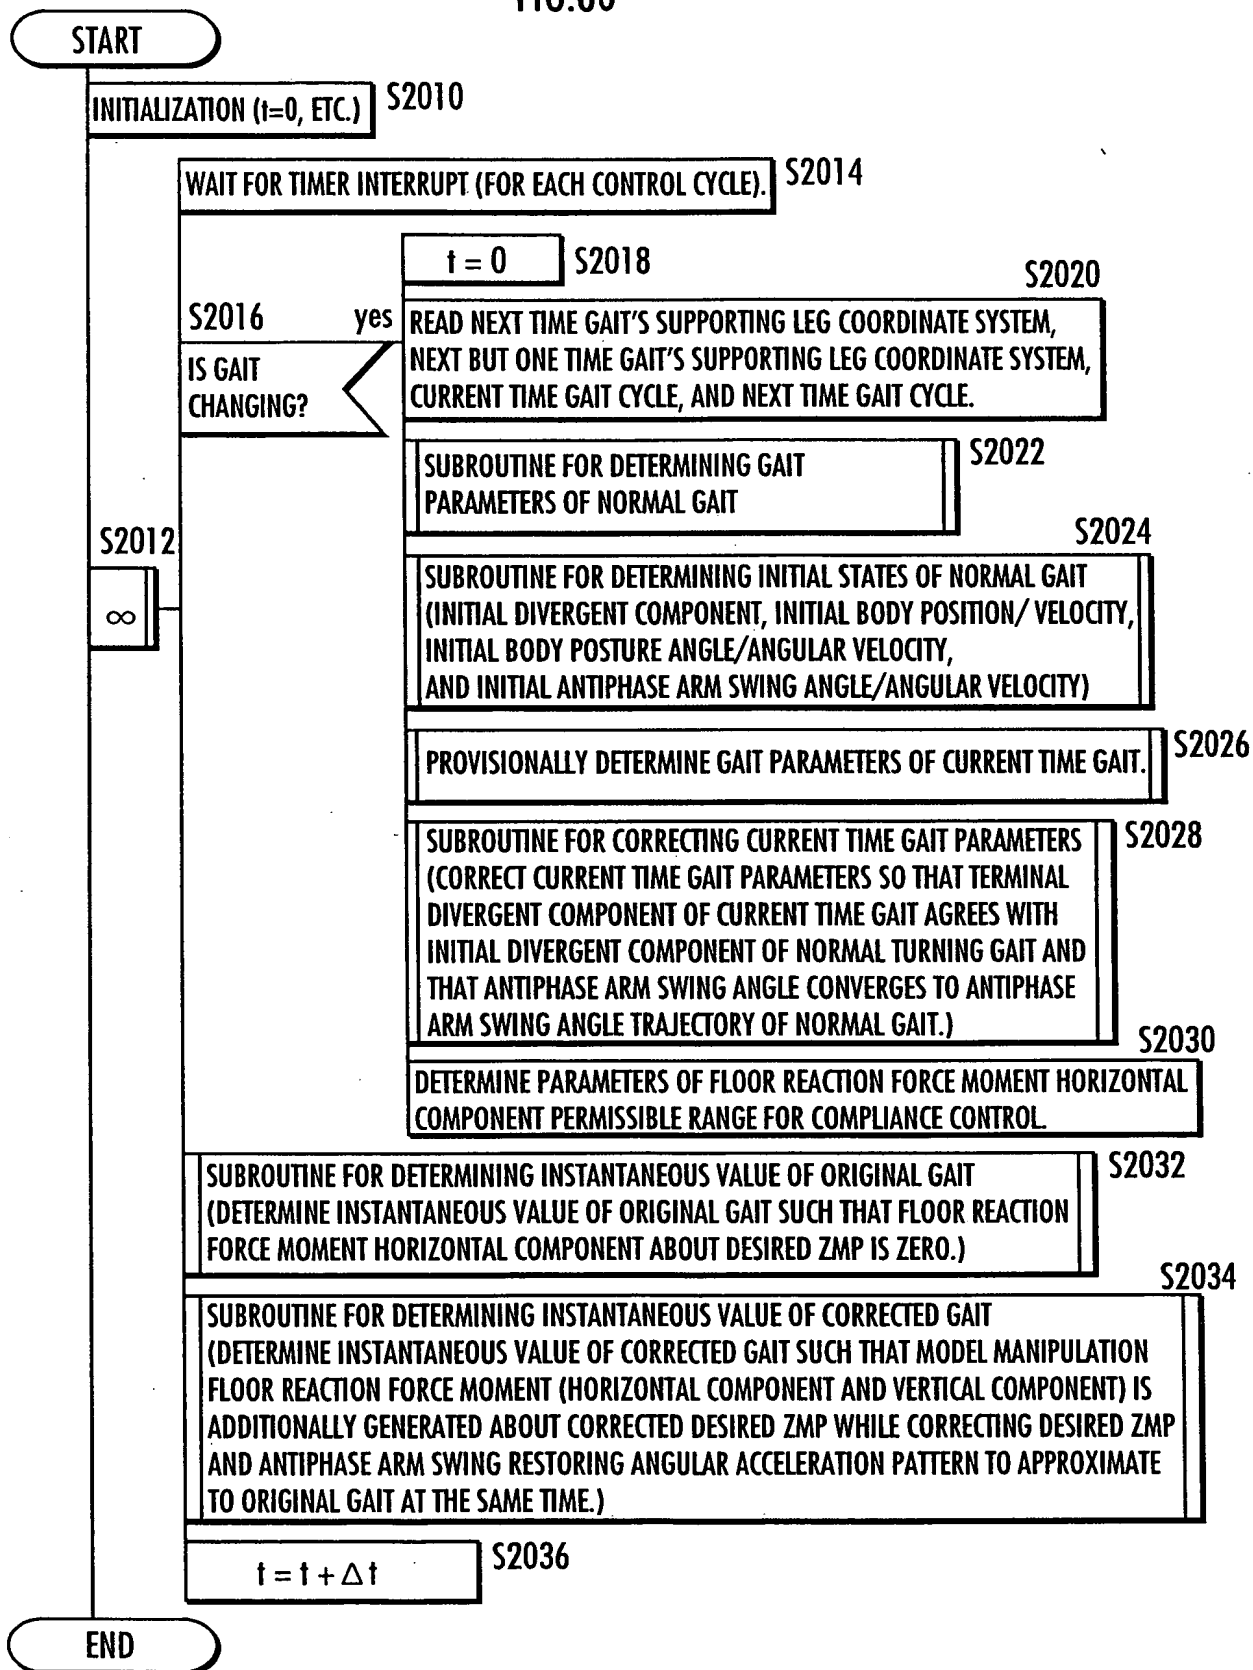 START
INITIALIZATION (t=0, ETC.)
S2010
WAIT FOR TIMER INTERRUPT (FOR EACH CONTROL CYCLE).
S2014
t = 0
S2018
S2020
S2016
yes
IS GAIT
CHANGING?
READ NEXT TIME GAIT'S SUPPORTING LEG COORDINATE SYSTEM,
NEXT BUT ONE TIME GAIT'S SUPPORTING LEG COORDINATE SYSTEM,
CURRENT TIME GAIT CYCLE, AND NEXT TIME GAIT CYCLE.
SUBROUTINE FOR DETERMINING GAIT
PARAMETERS OF NORMAL GAIT
S2022
S2012
∞
S2024
SUBROUTINE FOR DETERMINING INITIAL STATES OF NORMAL GAIT
(INITIAL DIVERGENT COMPONENT, INITIAL BODY POSITION/ VELOCITY,
INITIAL BODY POSTURE ANGLE/ANGULAR VELOCITY,
AND INITIAL ANTIPHASE ARM SWING ANGLE/ANGULAR VELOCITY)
PROVISIONALLY DETERMINE GAIT PARAMETERS OF CURRENT TIME GAIT.
S2026
SUBROUTINE FOR CORRECTING CURRENT TIME GAIT PARAMETERS
(CORRECT CURRENT TIME GAIT PARAMETERS SO THAT TERMINAL
DIVERGENT COMPONENT OF CURRENT TIME GAIT AGREES WITH
INITIAL DIVERGENT COMPONENT OF NORMAL TURNING GAIT AND
THAT ANTIPHASE ARM SWING ANGLE CONVERGES TO ANTIPHASE
ARM SWING ANGLE TRAJECTORY OF NORMAL GAIT.)
S2028
S2030
DETERMINE PARAMETERS OF FLOOR REACTION FORCE MOMENT HORIZONTAL
COMPONENT PERMISSIBLE RANGE FOR COMPLIANCE CONTROL.
SUBROUTINE FOR DETERMINING INSTANTANEOUS VALUE OF ORIGINAL GAIT
(DETERMINE INSTANTANEOUS VALUE OF ORIGINAL GAIT SUCH THAT FLOOR REACTION
FORCE MOMENT HORIZONTAL COMPONENT ABOUT DESIRED ZMP IS ZERO.)
S2032
S2034
SUBROUTINE FOR DETERMINING INSTANTANEOUS VALUE OF CORRECTED GAIT
(DETERMINE INSTANTANEOUS VALUE OF CORRECTED GAIT SUCH THAT MODEL MANIPULATION
FLOOR REACTION FORCE MOMENT (HORIZONTAL COMPONENT AND VERTICAL COMPONENT) IS
ADDITIONALLY GENERATED ABOUT CORRECTED DESIRED ZMP WHILE CORRECTING DESIRED ZMP
AND ANTIPHASE ARM SWING RESTORING ANGULAR ACCELERATION PATTERN TO APPROXIMATE
TO ORIGINAL GAIT AT THE SAME TIME.)
t = t + Δ t
S2036
END